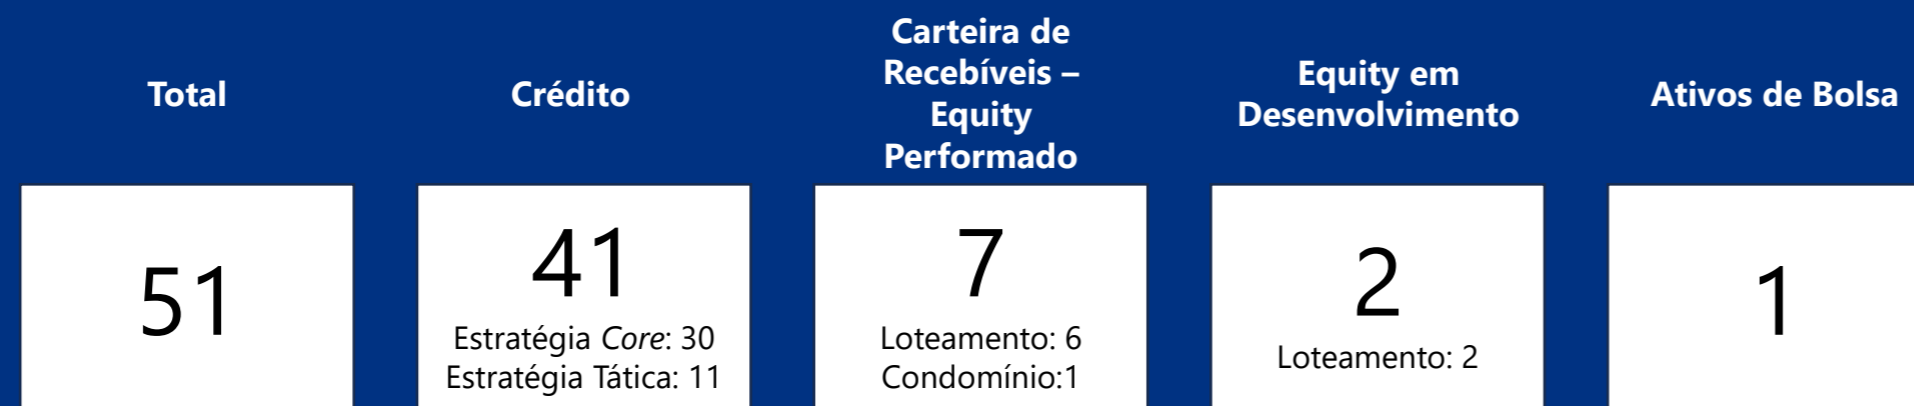 Total
51
Crédito
41
Estratégia Core: 30
Estratégia Tática: 11
Carteira de
Recebíveis –
Equity
Performado
7
Loteamento: 6
Condomínio:1
Equity em
Desenvolvimento
2
Loteamento: 2
Ativos de Bolsa
1